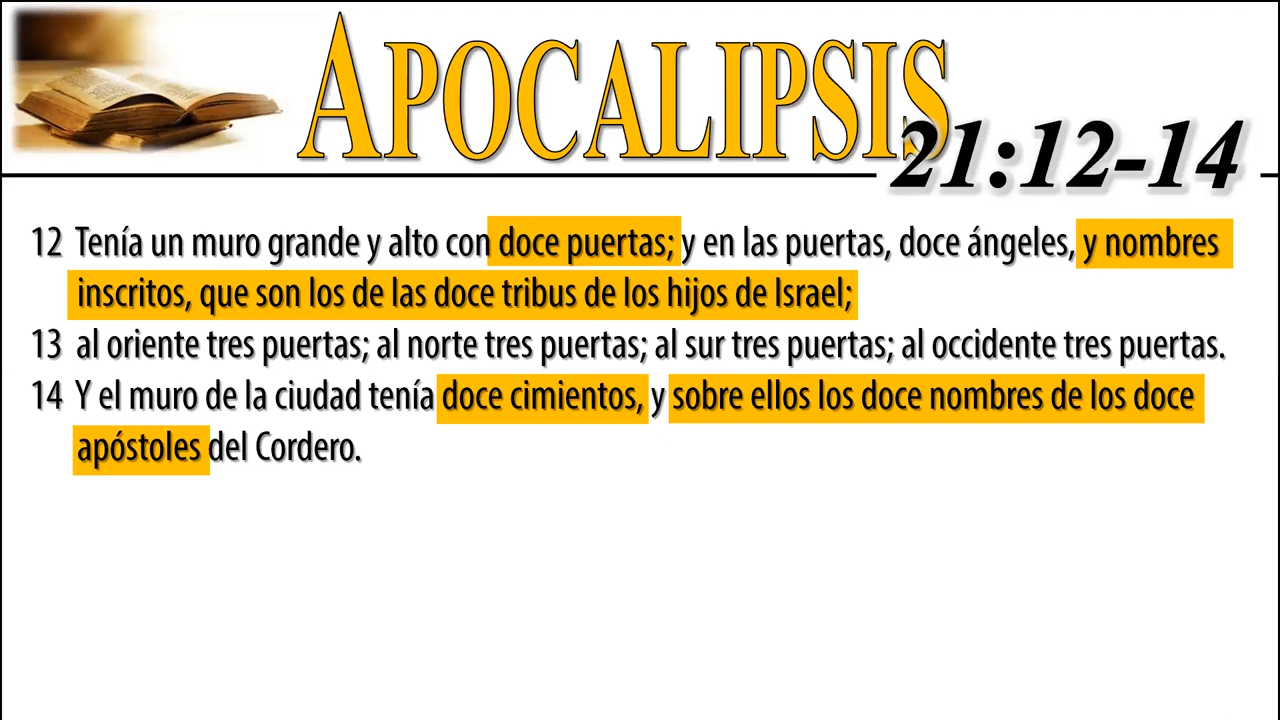 APOCALIPSIS
21:12-14
12 Tenía un muro grande y alto con doce puertas; y en las puertas, doce ángeles, y nombres
inscritos, que son los de las doce tribus de los hijos de Israel;
13 al oriente tres puertas; al norte tres puertas; al sur tres puertas; al occidente tres puertas.
14 Y el muro de la ciudad tenía doce cimientos, y sobre ellos los doce nombres de los doce
apóstoles del Cordero.